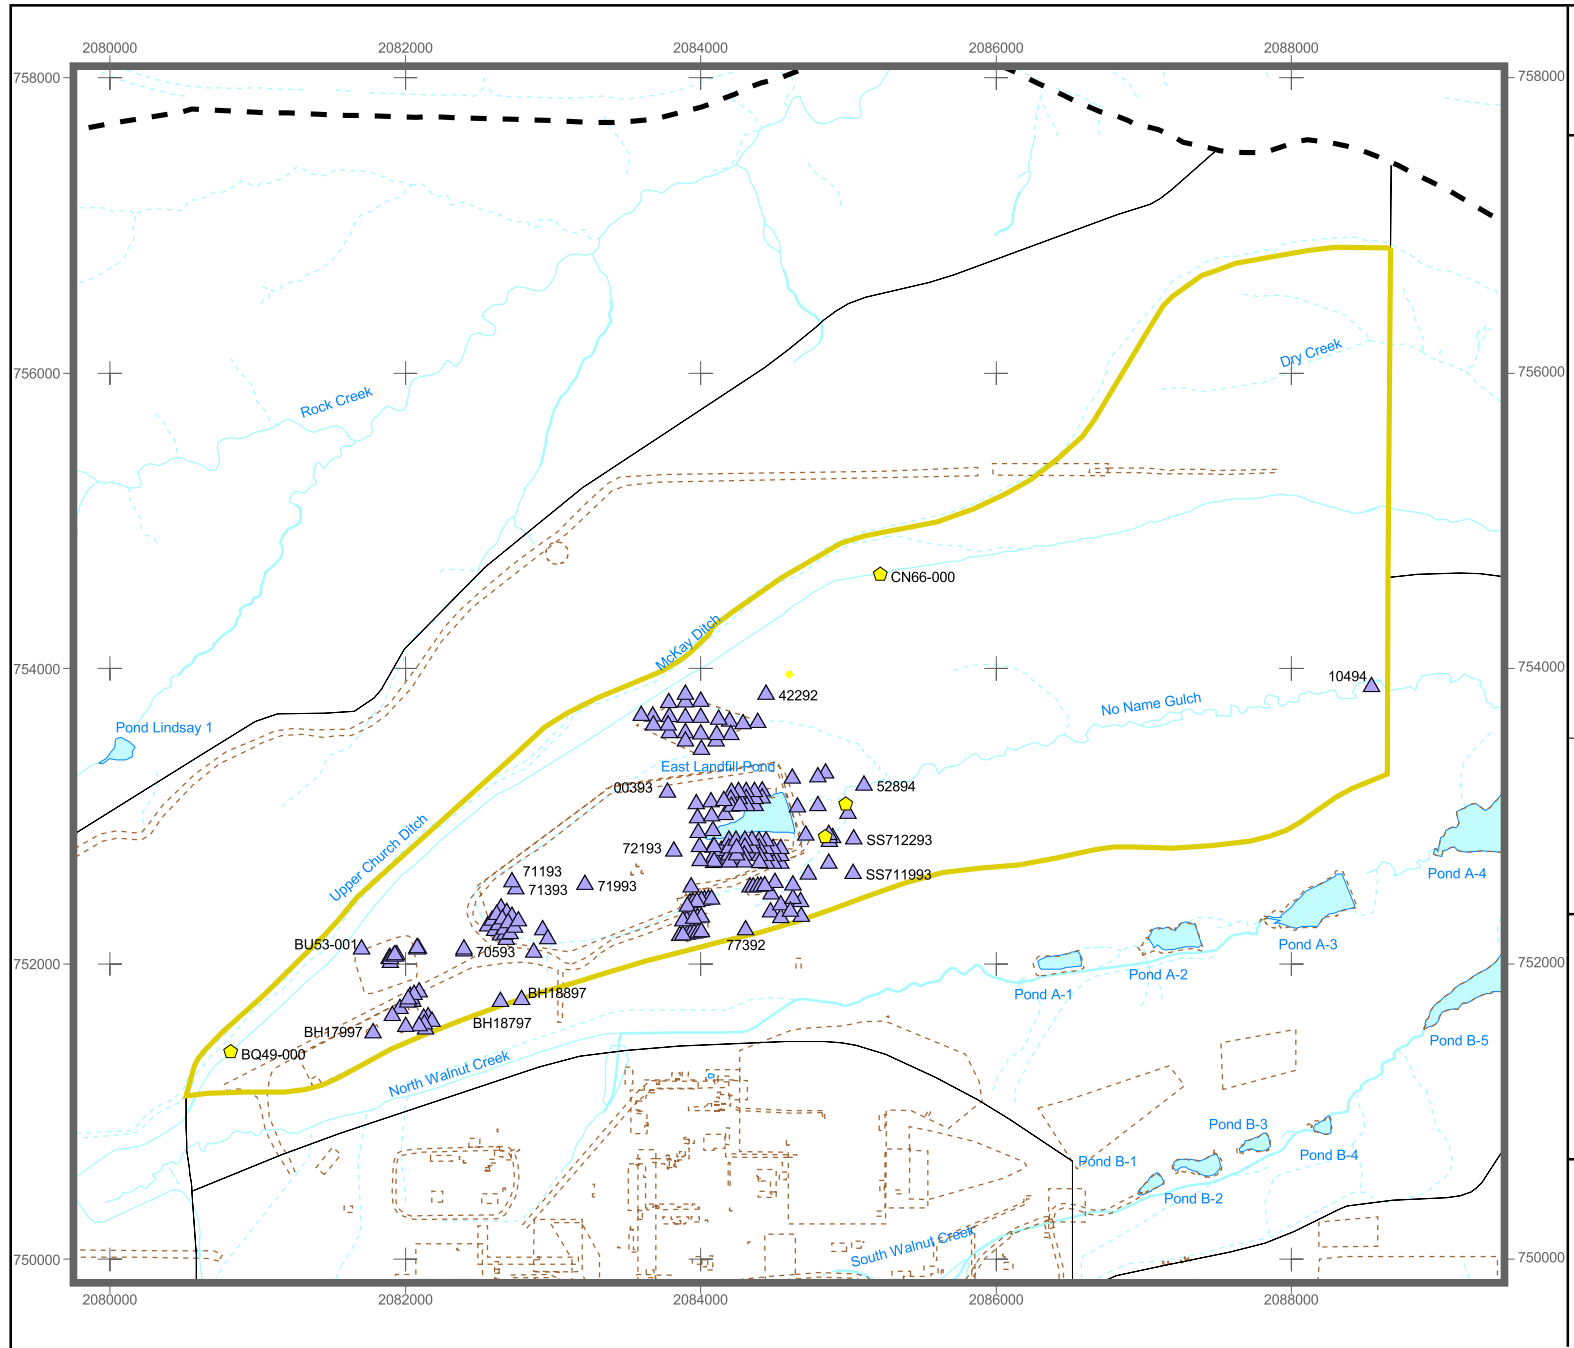 2080000 2082000 2084000 2086000 2088000
758000 758000
756000 756000
754000 754000
752000 752000
750000 750000
Dry Creek
Rock Creek
CN66-000
McKay Ditch
10494
42292
No Name Gulch
Pond Lindsay 1
East Landfill Pond
00393
52894
Upper Church Ditch
72193
SS712293
71193
71393
71993
SS711993
Pond A-4
BU53-001
70593
77392
Pond A-3
Pond A-2
Pond A-1
BH18897
BH18797
BH17997
BQ49-000
North Walnut Creek
Pond B-5
Pond B-3
Pond B-4
Pond B-1
Pond B-2
South Walnut Creek
2080000 2082000 2084000 2086000 2088000